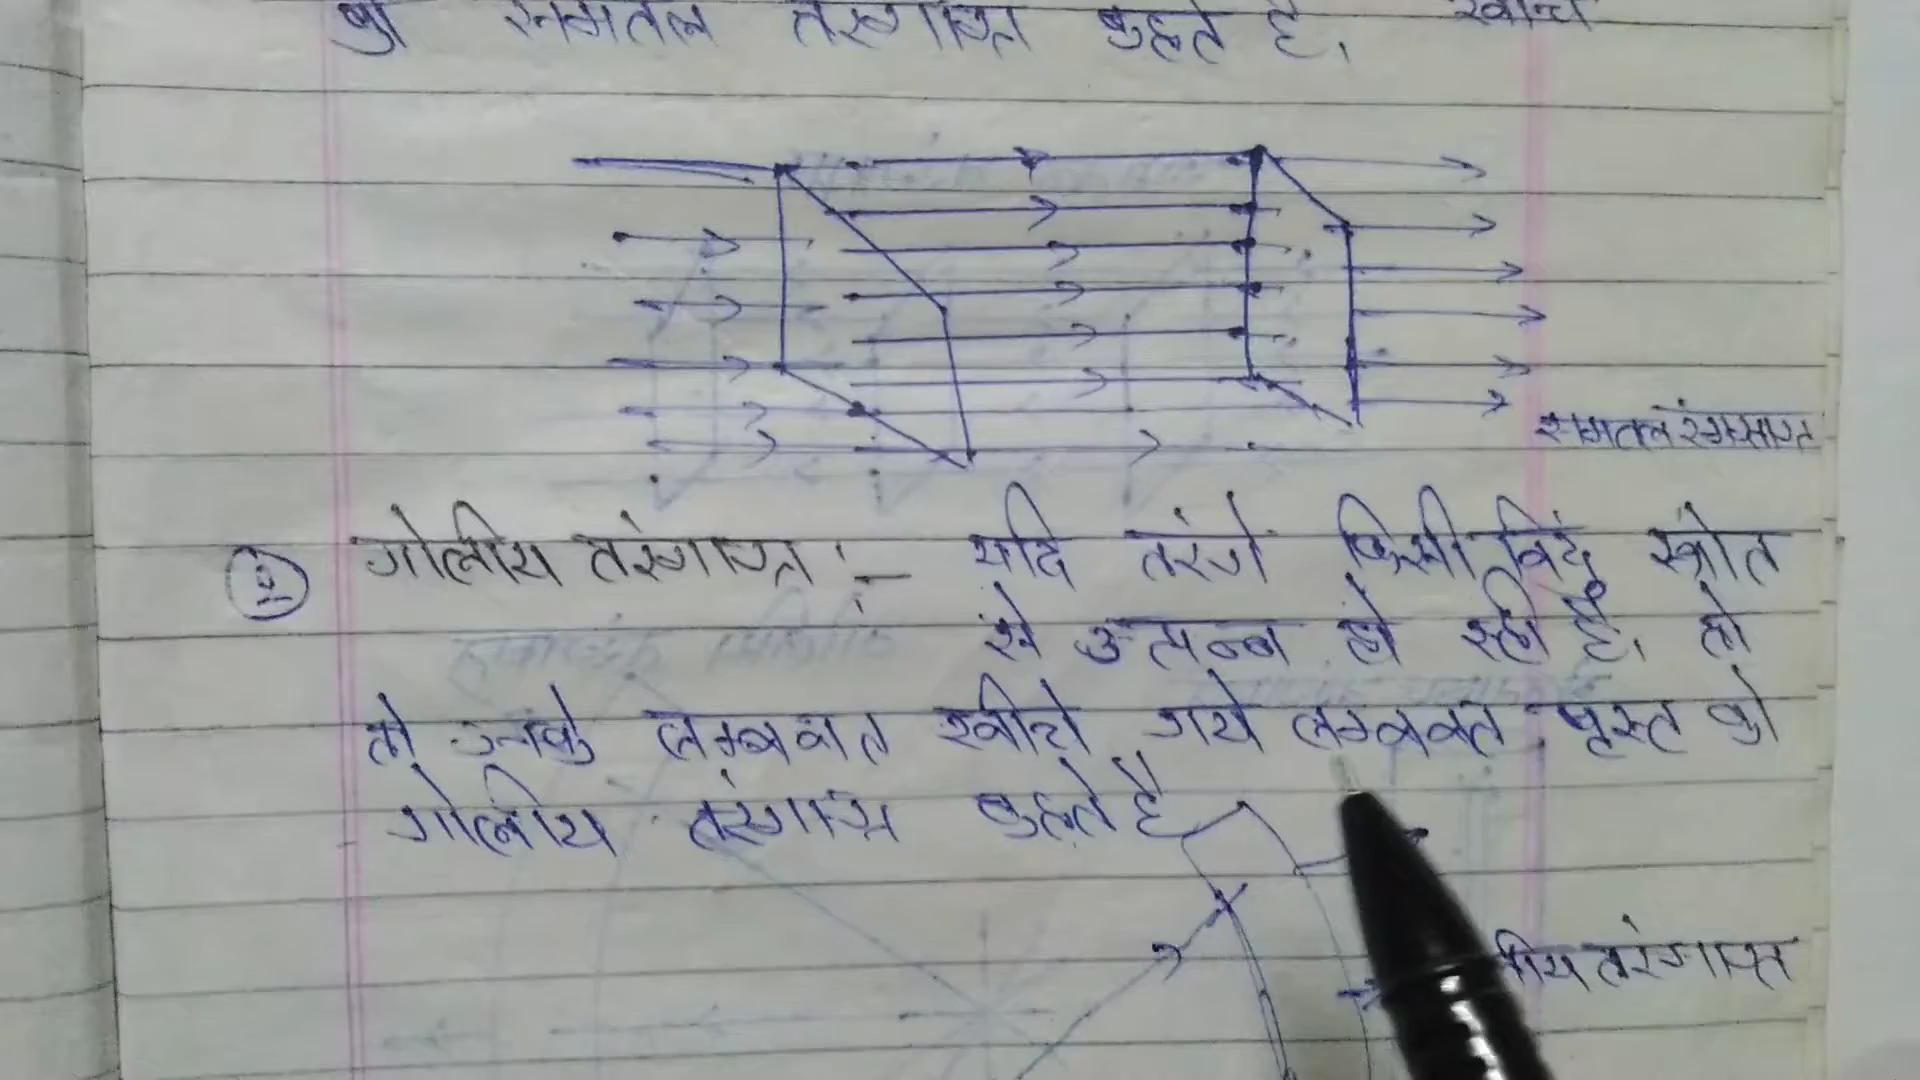 को समतल तरंगाग्र कहते है।
समतल तरंगाग्र
② गोलीय तरंगाग्र :- यदि तरंगे किसी विदुं स्त्रोत
से उत्पन्न हो रही है। तो
तो उनके लम्बवत खीचे गये लम्बवत पृस्त को
गोलीय तरंगाग्र कहते है
तरंगाग्र